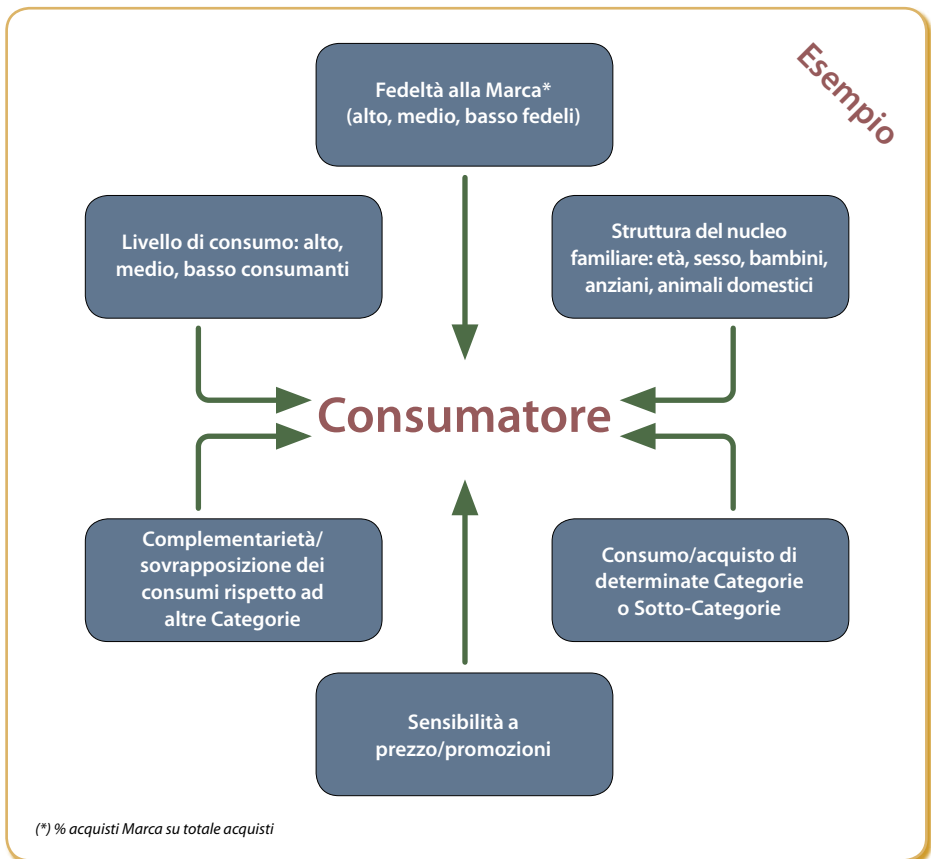 Esempio
Fedeltà alla Marca*
(alto, medio, basso fedeli)
Livello di consumo: alto,
medio, basso consumanti
Struttura del nucleo
familiare: età, sesso, bambini,
anziani, animali domestici
Consumatore
Complementarietà/
sovrapposizione dei
consumi rispetto ad
altre Categorie
Consumo/acquisto di
determinate Categorie
o Sotto-Categorie
Sensibilità a
prezzo/promozioni
(*) % acquisti Marca su totale acquisti